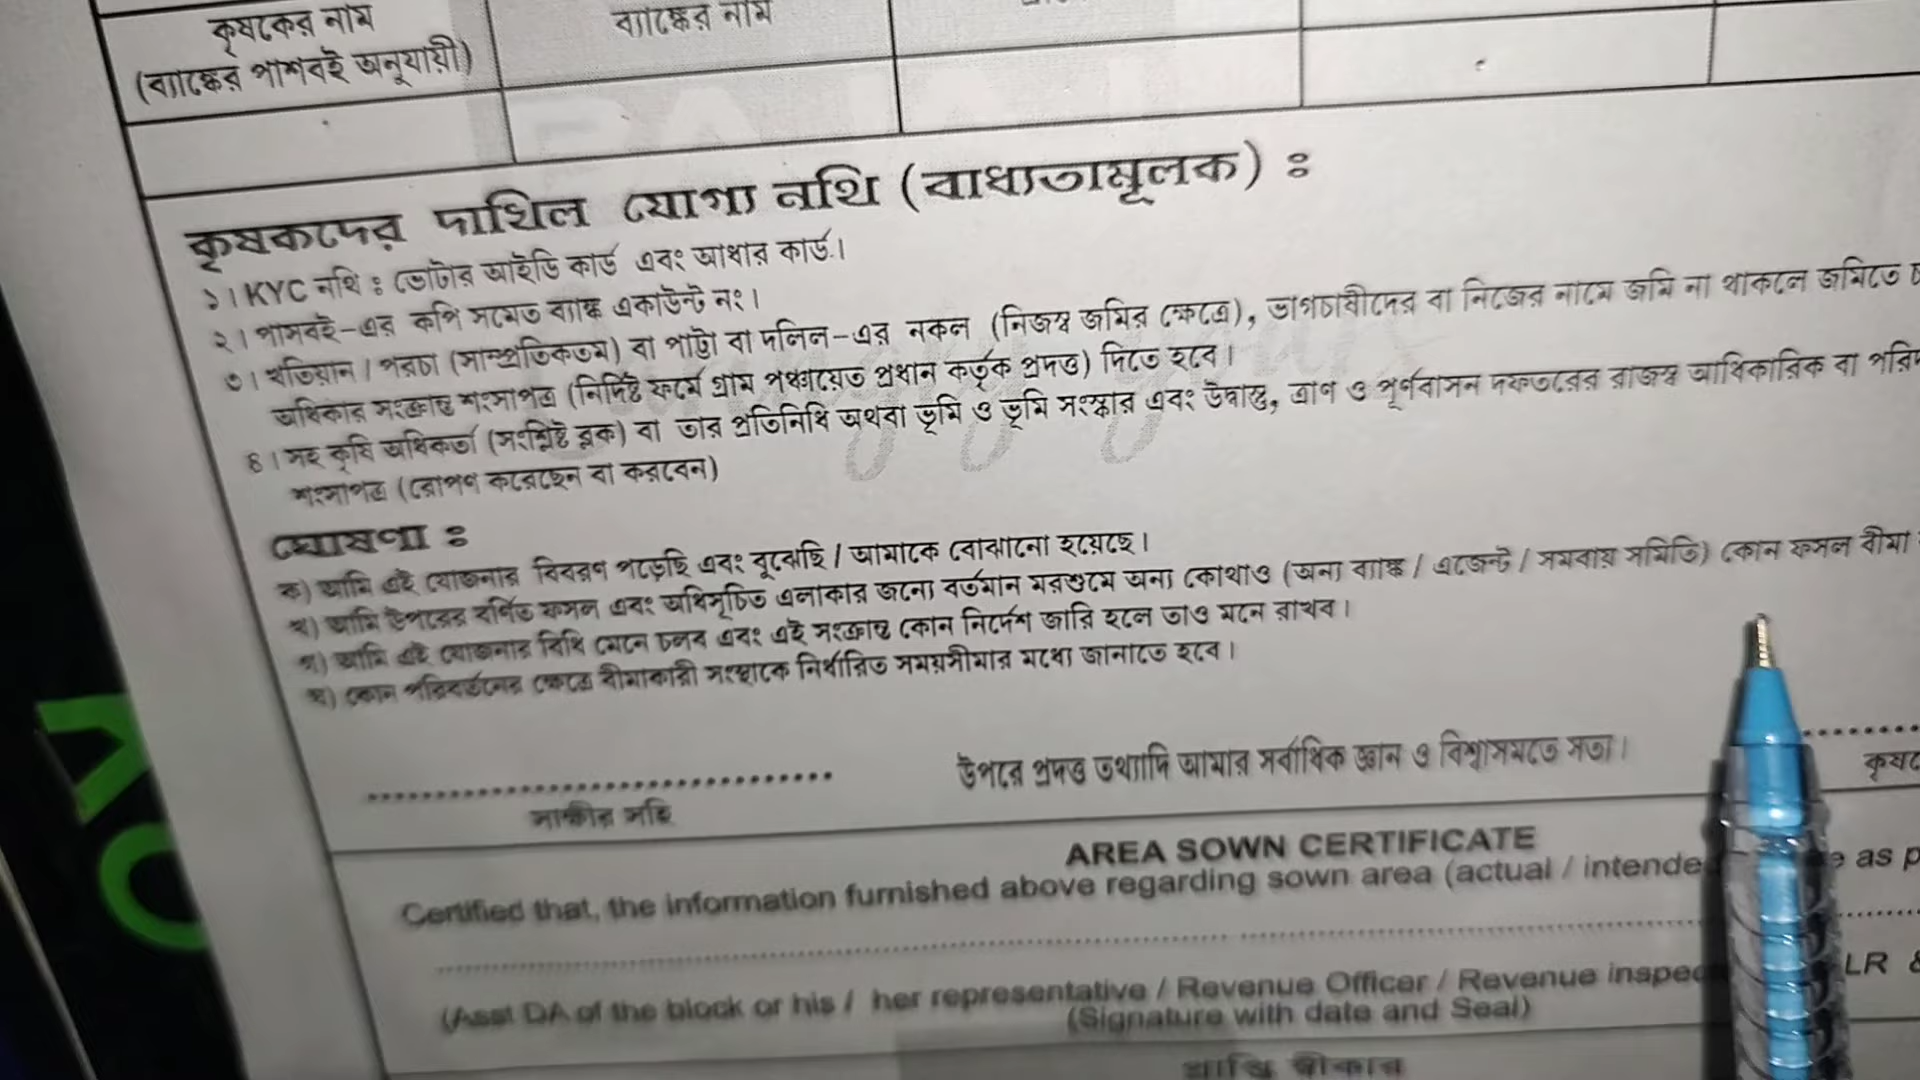 কৃষকের নাম
(ব্যাঙ্কের পাশবই অনুযায়ী)
ব্যাঙ্কের নাম
কৃষকদের দাখিল যোগ্য নথি (বাধ্যতামূলক) ঃ
১। KYC নথি ঃ ভোটার আইডি কার্ড এবং আধার কার্ড।
২। পাসবই-এর কপি সমেত ব্যাঙ্ক একাউন্ট নং।
৩। খতিয়ান / পরচা (সাম্প্রতিকতম) বা পাট্টা বা দলিল-এর নকল (নিজস্ব জমির ক্ষেত্রে), ভাগচাষীদের বা নিজের নামে জমি না থাকলে জমিতে
অধিকার সংক্রান্ত শংসাপত্র (নির্দিষ্ট ফর্মে গ্রাম পঞ্চায়েত প্রধান কর্তৃক প্রদত্ত) দিতে হবে।
৪। সহ কৃষি অধিকর্তা (সংশ্লিষ্ট ব্লক) বা তার প্রতিনিধি অথবা ভূমি ও ভূমি সংস্কার এবং উদ্বাস্তু, ত্রাণ ও পূর্ণবাসন দফতরের রাজস্ব আধিকারিক বা
শংসাপত্র (রোপণ করেছেন বা করবেন)
ঘোষণা ঃ
ক) আমি এই যোজনার বিবরণ পড়েছি এবং বুঝেছি / আমাকে বোঝানো হয়েছে।
খ) আমি উপরের বর্ণিত ফসল এবং অধিসূচিত এলাকার জন্যে বর্তমান মরশুমে অন্য কোথাও (অন্য ব্যাঙ্ক / এজেন্ট / সমবায় সমিতি) কোন ফসল বীমা
গ) আমি এই যোজনার বিধি মেনে চলব এবং এই সংক্রান্ত কোন নির্দেশ জারি হলে তাও মনে রাখব।
ঘ) কোন পরিবর্তনের ক্ষেত্রে বীমাকারী সংস্থাকে নির্ধারিত সময়সীমার মধ্যে জানাতে হবে।
উপরে প্রদত্ত তথ্যাদি আমার সর্বাধিক জ্ঞান ও বিশ্বাসমতে সত্য।
সাক্ষীর সহি
AREA SOWN CERTIFICATE
Certified that, the information furnished above regarding sown area (actual / intende as p
(Asst DA of the block or his / her representative / Revenue Officer / Revenue inspec LR &
(Signature with date and Seal)
প্রাপ্তি স্বীকার